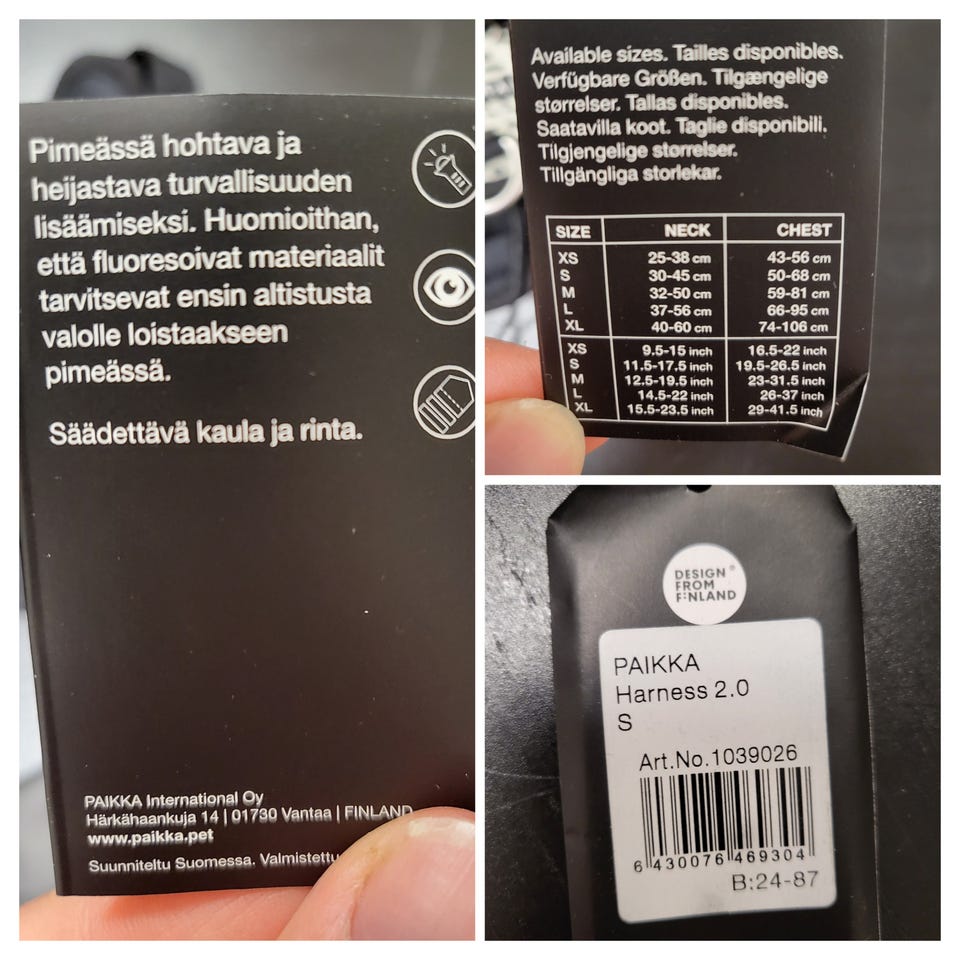 Pimeässä hohtava ja
heijastava turvallisuuden
lisäämiseksi. Huomioithan,
että fluoresoivat materiaalit
tarvitsevat ensin altistusta
valolle loistaakseen
pimeässä.
Säädettävä kaula ja rinta.
PAIKKA International Oy
Härkähaankuja 14 | 01730 Vantaa | FINLAND
www.paikka.pet
Suunniteltu Suomessa. Valmistettu
Available sizes. Tailles disponibles.
Verfügbare Größen. Tilgængelige
størrelser. Tallas disponibles.
Saatavilla koot. Taglie disponibili.
Tilgjengelige størrelser.
Tillgängliga storlekar.
SIZE NECK CHEST
XS 25-38 cm 43-56 cm
S 30-45 cm 50-68 cm
M 32-50 cm 59-81 cm
L 37-56 cm 66-95 cm
XL 40-60 cm 74-106 cm
XS 9.5-15 inch 16.5-22 inch
S 11.5-17.5 inch 19.5-26.5 inch
M 12.5-19.5 inch 23-31.5 inch
L 14.5-22 inch 26-37 inch
XL 15.5-23.5 inch 29-41.5 inch
DESIGN®
FROM
F:NLAND
PAIKKA
Harness 2.0
S
Art.No.1039026
6 430076 469304
B:24-87